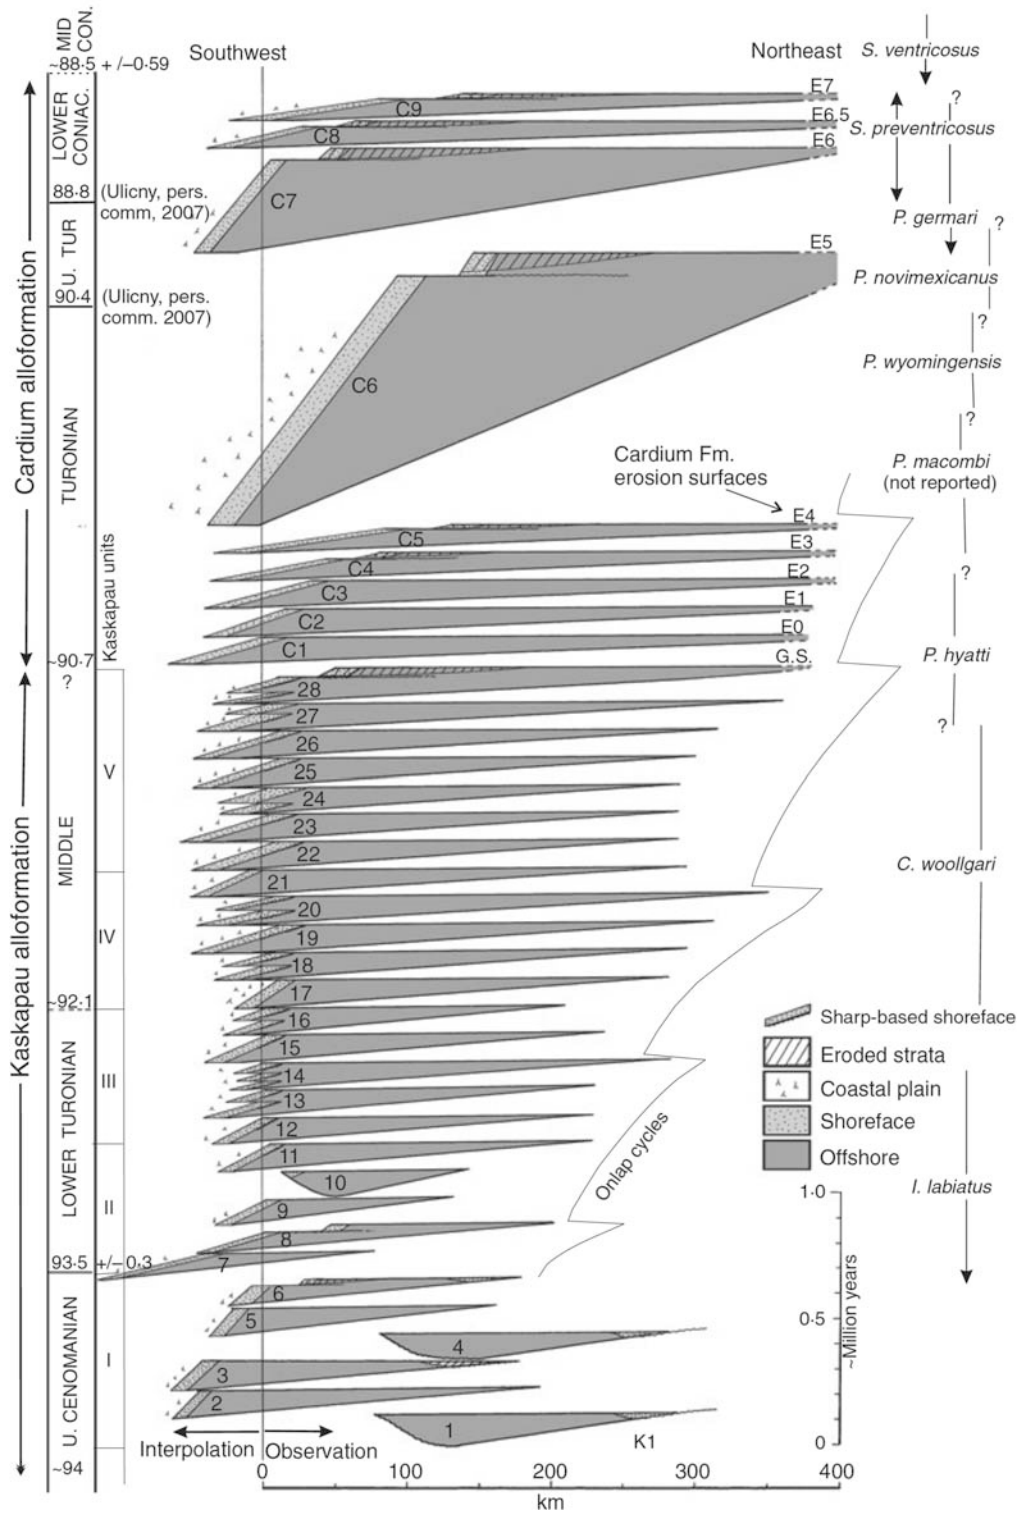 MID CON.
~88·5 + /−0·59
Southwest
Northeast
S. ventricosus
E7
?
C9
E6.5
S. preventricosus
C8
E6
LOWER CONIAC.
88·8
(Ulicny, pers.
comm, 2007)
C7
P. germari
?
U. TUR
E5
P. novimexicanus
90·4
(Ulicny, pers.
comm. 2007)
?
P. wyomingensis
C6
?
Cardium alloformation
TURONIAN
Cardium Fm.
erosion surfaces
P. macombi
(not reported)
E4
C5
E3
C4
E2
?
C3
E1
C2
E0
Kaskapau units
C1
G.S.
P. hyatti
~90·7
?
28
27
?
26
25
V
24
23
MIDDLE
22
C. woollgari
21
20
IV
19
18
17
~92·1
16
Sharp-based shoreface
15
Eroded strata
14
III
Coastal plain
13
Shoreface
12
Offshore
11
Kaskapau alloformation
LOWER TURONIAN
Onlap cycles
10
I. labiatus
1·0
II
9
8
7
93·5 +/−0·3
6
5
0·5
~Million years
4
I
3
2
U. CENOMANIAN
1
K1
0
Interpolation
Observation
~94
0
100
200
300
400
km